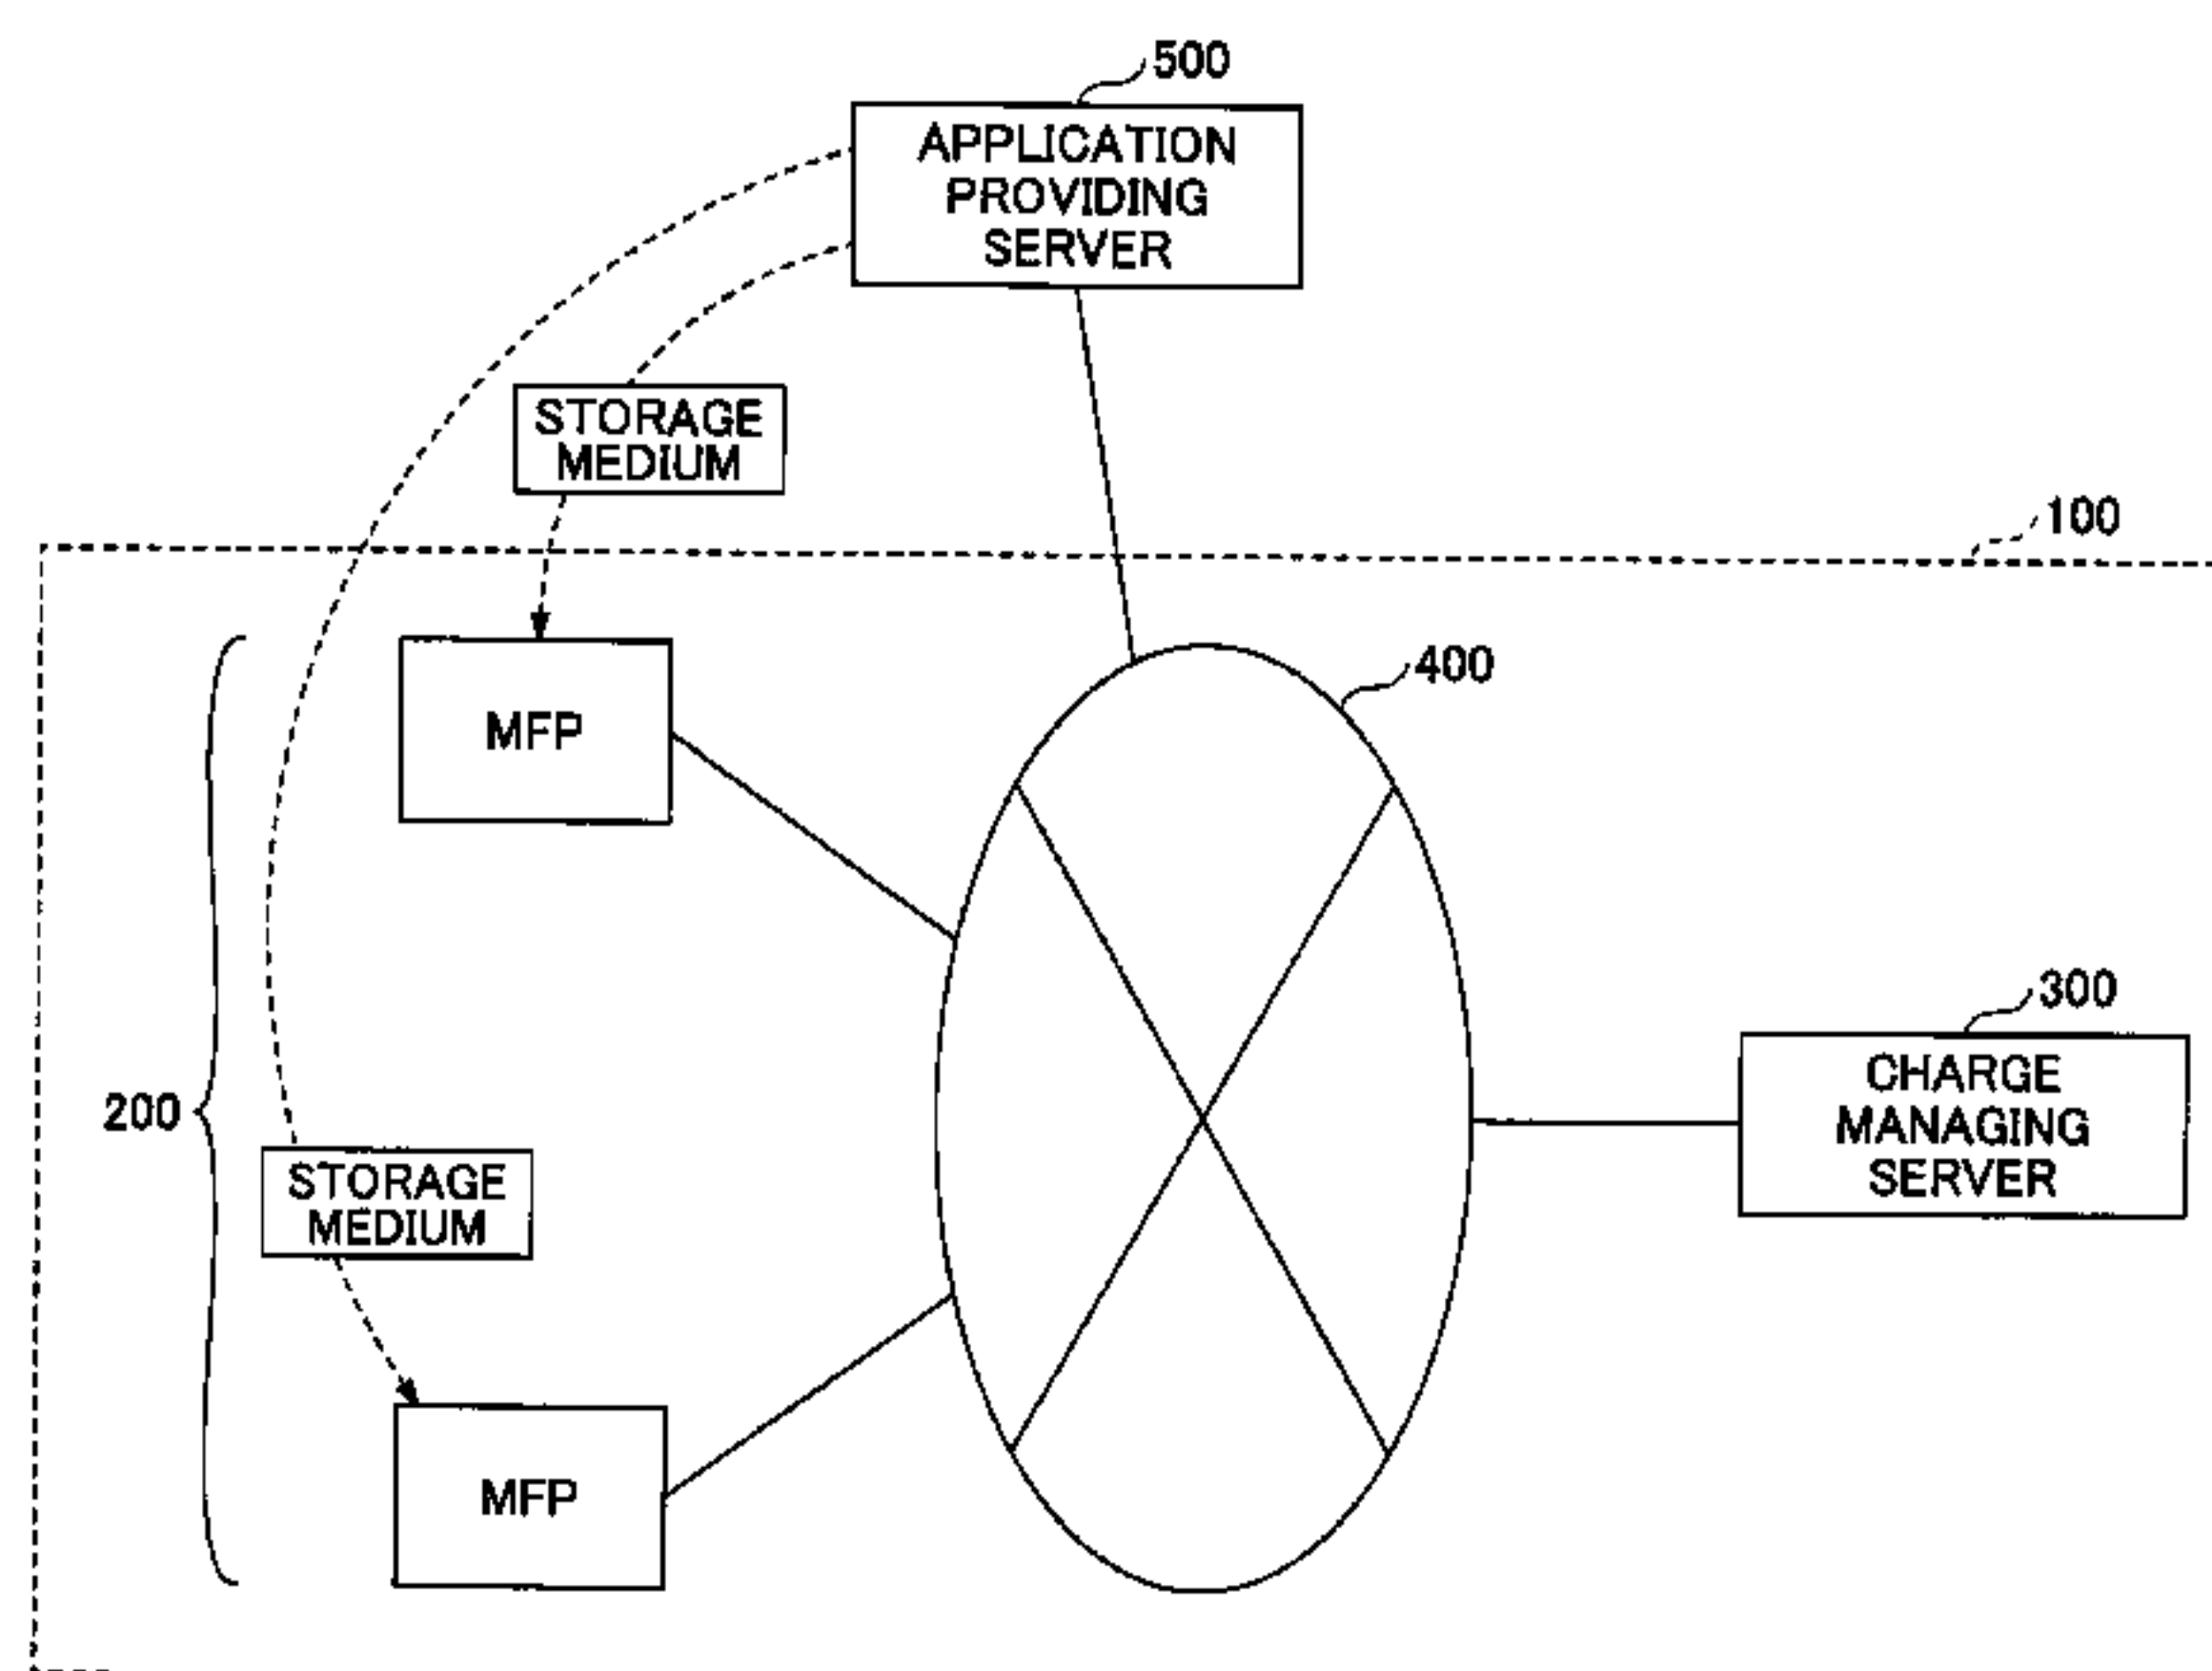 500
APPLICATION
PROVIDING
SERVER
STORAGE
MEDIUM
100
MFP
400
300
CHARGE
MANAGING
SERVER
200
STORAGE
MEDIUM
MFP